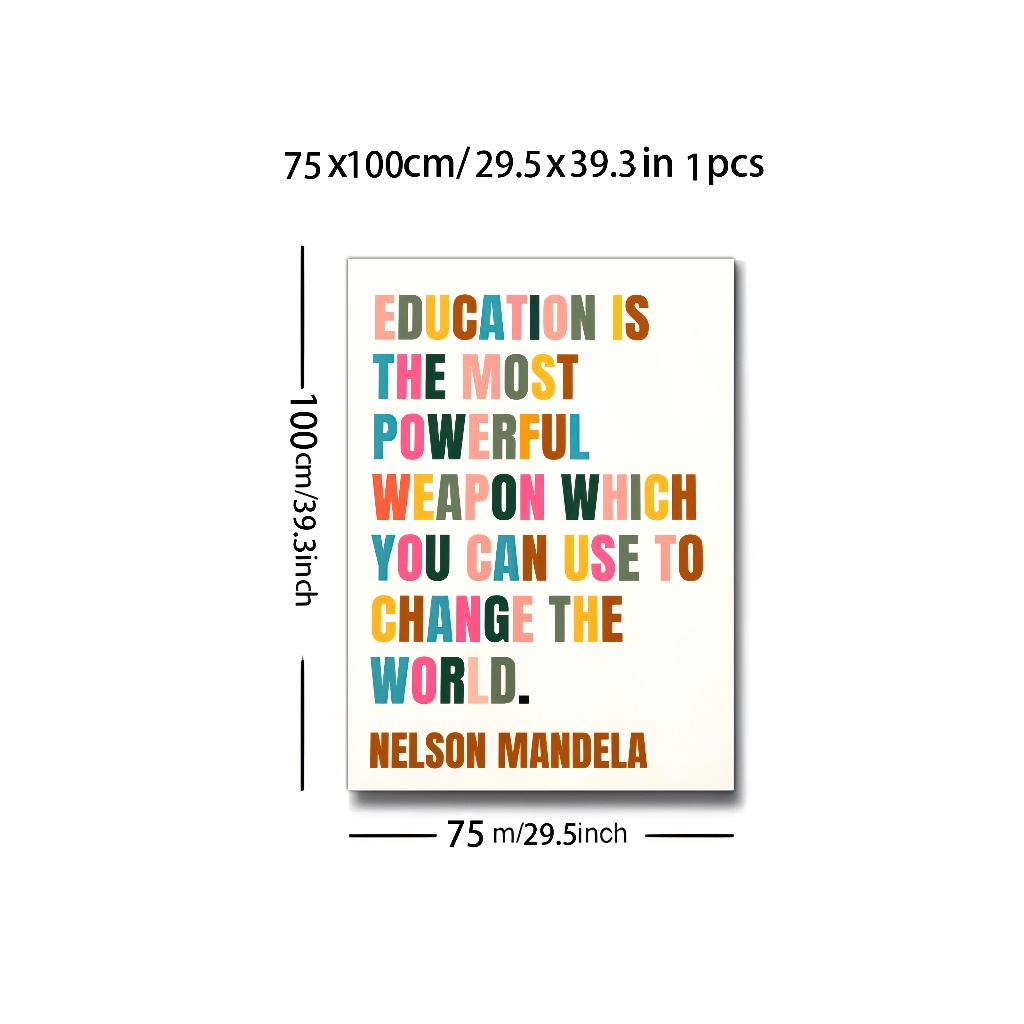 75x100cm/29.5x39.3in 1pcs
EDUCATION IS
THE MOST
POWERFUL
WEAPON WHICH
YOU CAN USE TO
CHANGE THE
WORLD.
NELSON MANDELA
100cm/39.3inch
75 m/29.5inch